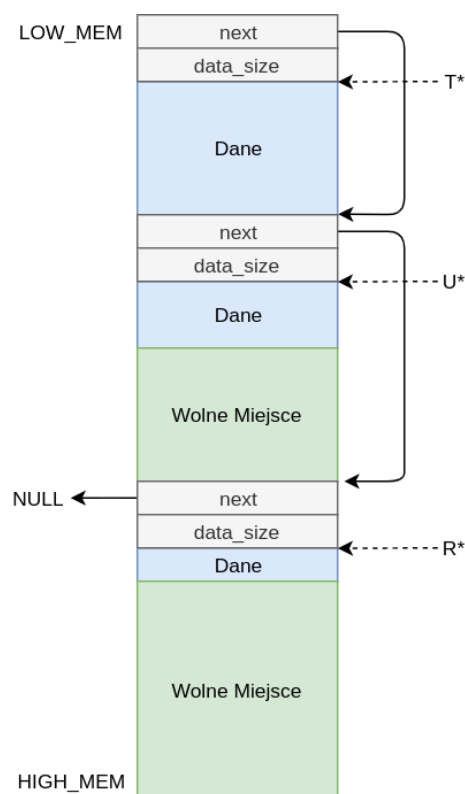 LOW_MEM
next
data_size
T*
Dane
next
data_size
U*
Dane
Wolne Miejsce
NULL
next
data_size
R*
Dane
Wolne Miejsce
HIGH_MEM